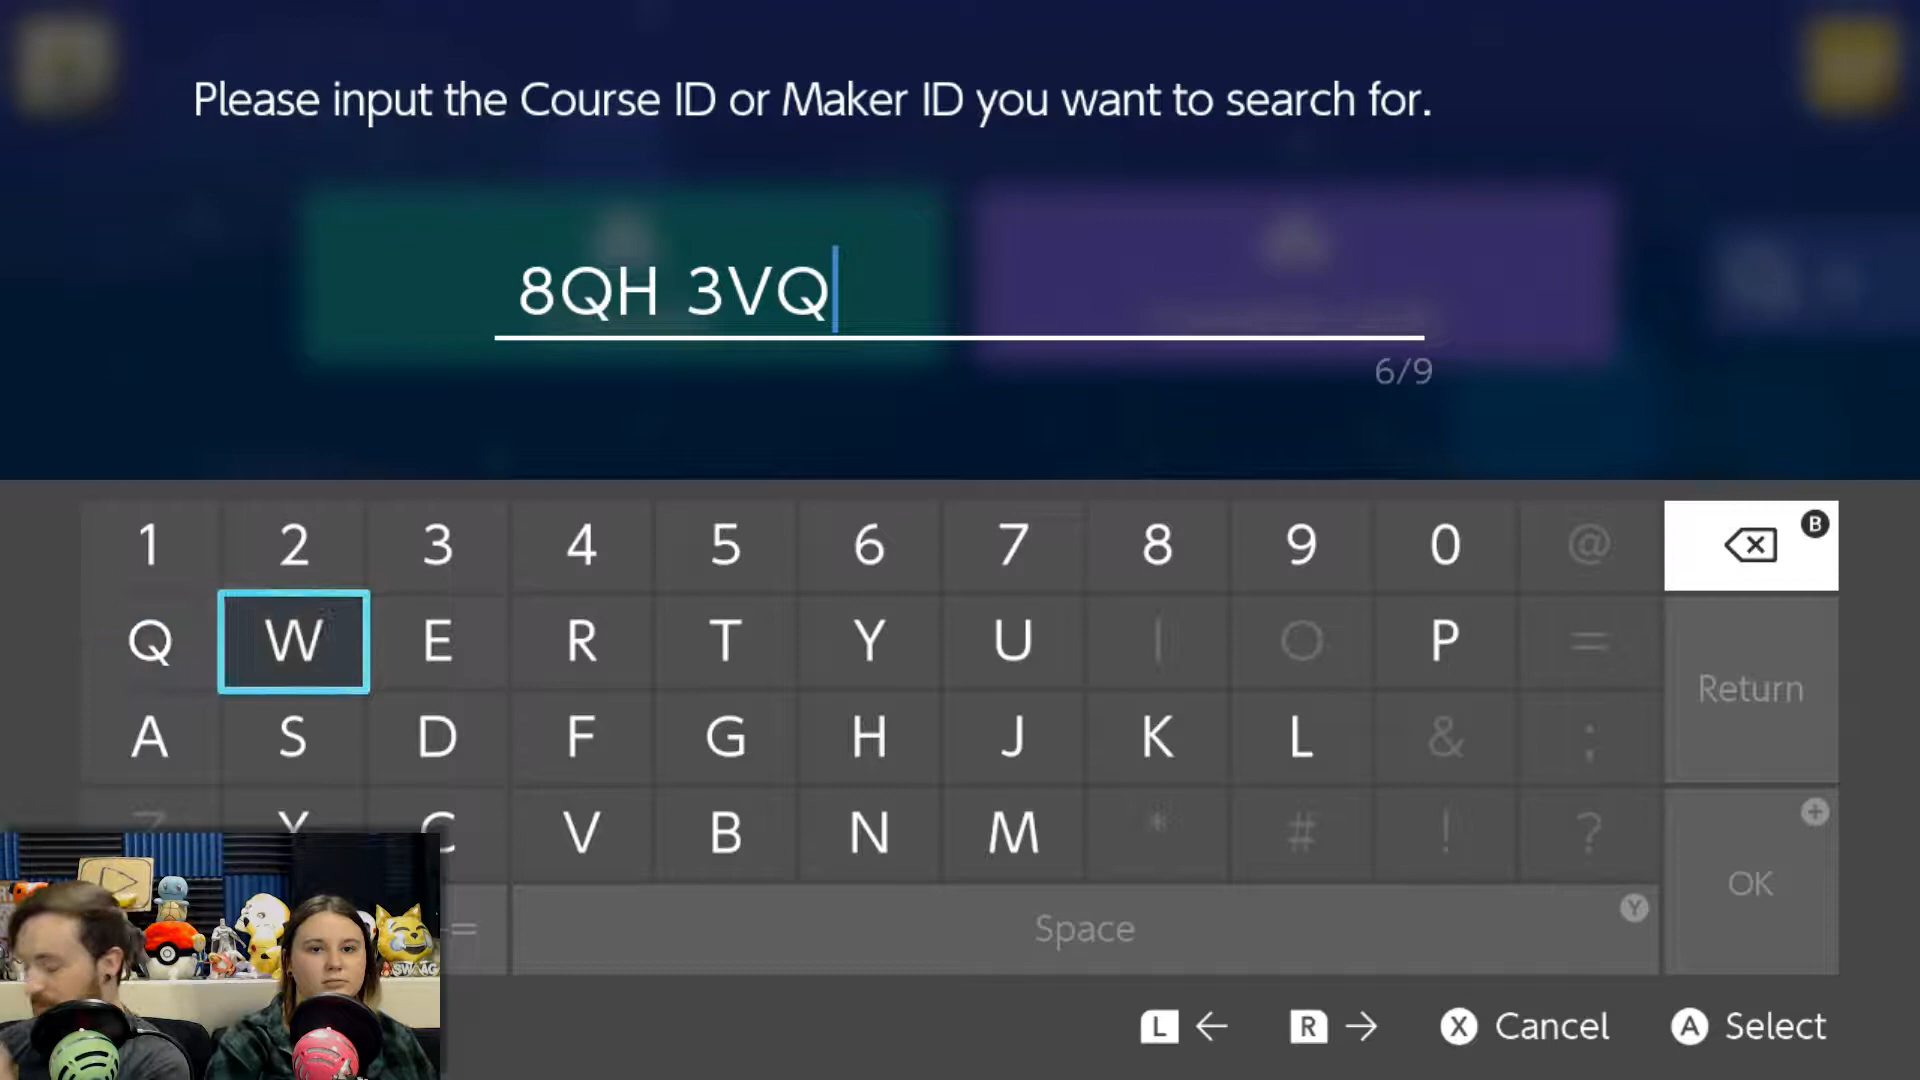 Please input the Course ID or Maker ID you want to search for.
8QH 3VQ
6/9
1 2 3 4 5 6 7 8 9 0 @ B
Q W E R T Y U | O P =
Return
A S D F G H J K L & ;
Z X C V B N M * # ! ?
OK
= Space Y
SWAG
L ← R → X Cancel A Select